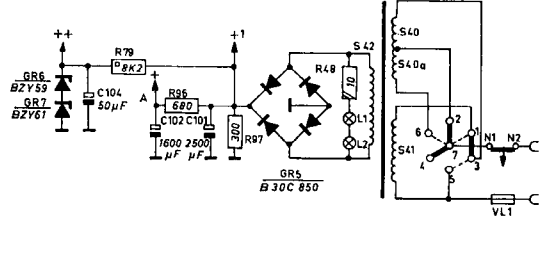 ++
R79
8K2
+1
GR6
BZY59
GR7
BZY61
C104
50µF
A
+
R96
680
C102 C101
1600 2500
µF µF
300
R97
GR5
B30C 850
R48
10
L1
L2
S42
S40
S40a
S41
1
2
3
4
5
6
7
N1
N2
VL1